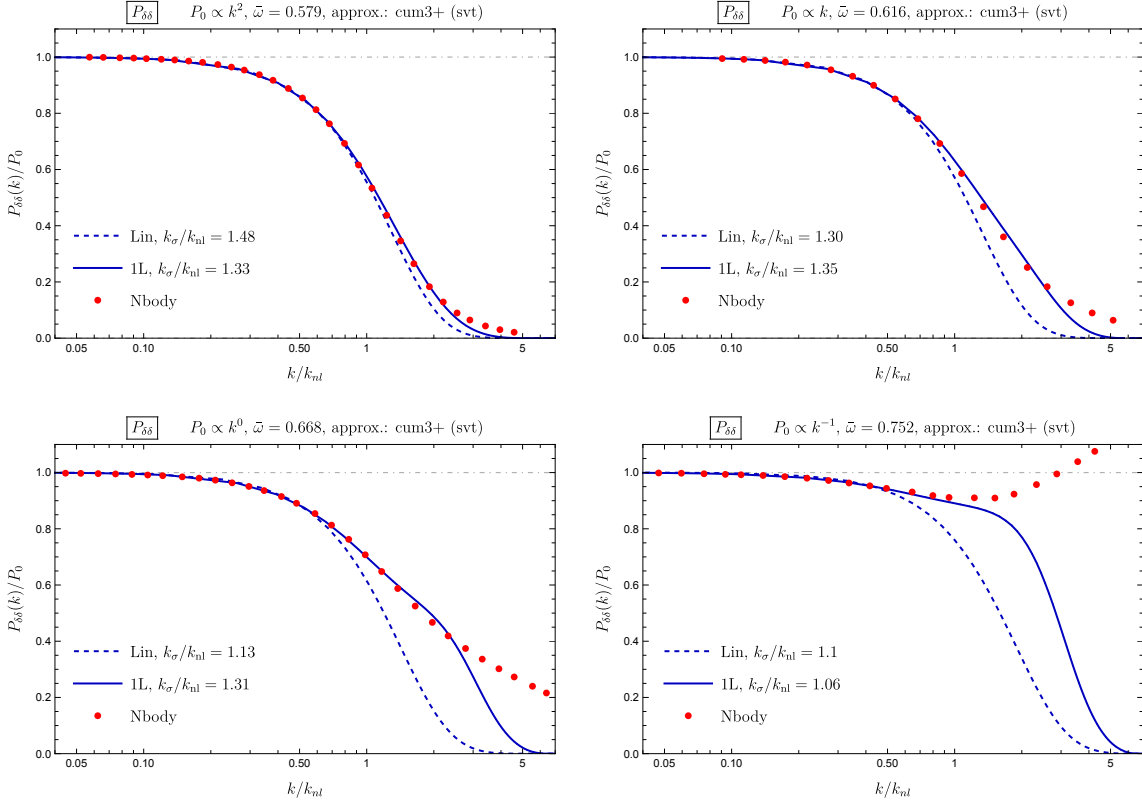 P_δδ P_0 ∝ k^2, ω̄ = 0.579, approx.: cum3+ (svt)
1.0
0.8
0.6
0.4
0.2
0.0
P_δδ(k)/P_0
Lin, k_σ/k_nl = 1.48
1L, k_σ/k_nl = 1.33
Nbody
0.05 0.10 0.50 1 5
k/k_nl
P_δδ P_0 ∝ k, ω̄ = 0.616, approx.: cum3+ (svt)
1.0
0.8
0.6
0.4
0.2
0.0
P_δδ(k)/P_0
Lin, k_σ/k_nl = 1.30
1L, k_σ/k_nl = 1.35
Nbody
0.05 0.10 0.50 1 5
k/k_nl
P_δδ P_0 ∝ k^0, ω̄ = 0.668, approx.: cum3+ (svt)
1.0
0.8
0.6
0.4
0.2
0.0
P_δδ(k)/P_0
Lin, k_σ/k_nl = 1.13
1L, k_σ/k_nl = 1.31
Nbody
0.05 0.10 0.50 1 5
k/k_nl
P_δδ P_0 ∝ k^−1, ω̄ = 0.752, approx.: cum3+ (svt)
1.0
0.8
0.6
0.4
0.2
0.0
P_δδ(k)/P_0
Lin, k_σ/k_nl = 1.1
1L, k_σ/k_nl = 1.06
Nbody
0.05 0.10 0.50 1 5
k/k_nl